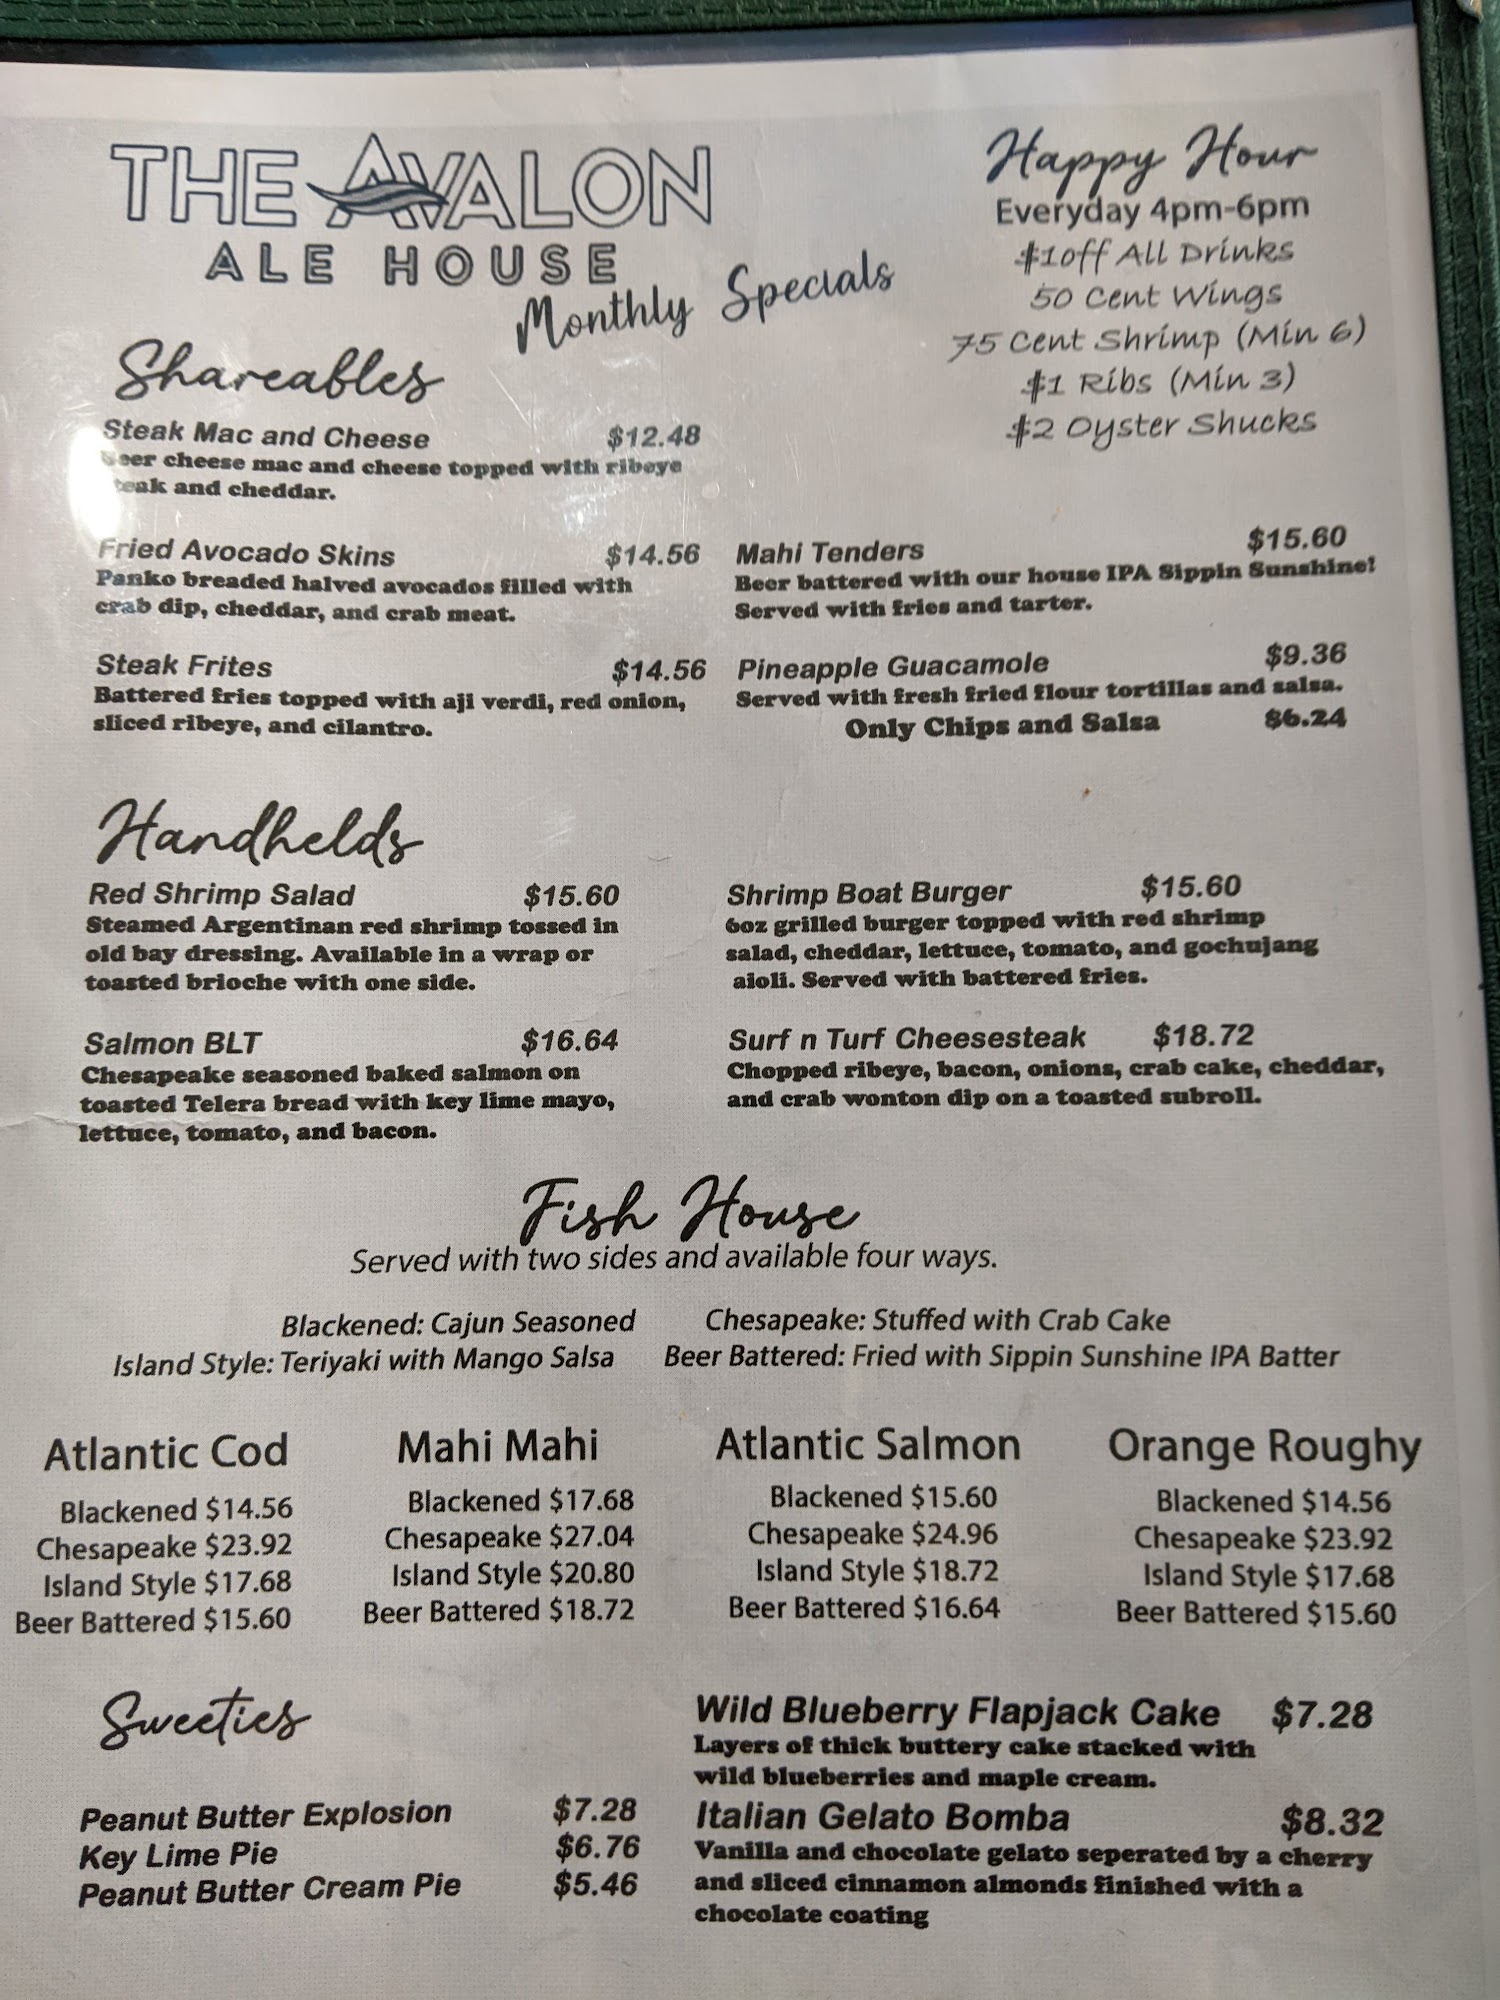 THE AVALON
ALE HOUSE
Monthly Specials
Happy Hour
Everyday 4pm-6pm
$1off All Drinks
50 Cent Wings
75 Cent Shrimp (Min 6)
$1 Ribs (Min 3)
$2 Oyster Shucks
Shareables
Steak Mac and Cheese $12.48
cheese mac and cheese topped with ribeye
and cheddar.
Fried Avocado Skins $14.56
Panko breaded halved avocados filled with
crab dip, cheddar, and crab meat.
Steak Frites $14.56
Battered fries topped with aji verdi, red onion,
sliced ribeye, and cilantro.
Mahi Tenders $15.60
Beer battered with our house IPA Sippin Sunshine!
Served with fries and tarter.
Pineapple Guacamole $9.36
Served with fresh fried flour tortillas and salsa.
Only Chips and Salsa $6.24
Handhelds
Red Shrimp Salad $15.60
Steamed Argentinan red shrimp tossed in
old bay dressing. Available in a wrap or
toasted brioche with one side.
Salmon BLT $16.64
Chesapeake seasoned baked salmon on
toasted Telera bread with key lime mayo,
lettuce, tomato, and bacon.
Shrimp Boat Burger $15.60
6oz grilled burger topped with red shrimp
salad, cheddar, lettuce, tomato, and gochujang
aioli. Served with battered fries.
Surf n Turf Cheesesteak $18.72
Chopped ribeye, bacon, onions, crab cake, cheddar,
and crab wonton dip on a toasted subroll.
Fish House
Served with two sides and available four ways.
Blackened: Cajun Seasoned Chesapeake: Stuffed with Crab Cake
Island Style: Teriyaki with Mango Salsa Beer Battered: Fried with Sippin Sunshine IPA Batter
Atlantic Cod
Blackened $14.56
Chesapeake $23.92
Island Style $17.68
Beer Battered $15.60
Mahi Mahi
Blackened $17.68
Chesapeake $27.04
Island Style $20.80
Beer Battered $18.72
Atlantic Salmon
Blackened $15.60
Chesapeake $24.96
Island Style $18.72
Beer Battered $16.64
Orange Roughy
Blackened $14.56
Chesapeake $23.92
Island Style $17.68
Beer Battered $15.60
Sweeties
Peanut Butter Explosion $7.28
Key Lime Pie $6.76
Peanut Butter Cream Pie $5.46
Wild Blueberry Flapjack Cake $7.28
Layers of thick buttery cake stacked with
wild blueberries and maple cream.
Italian Gelato Bomba $8.32
Vanilla and chocolate gelato seperated by a cherry
and sliced cinnamon almonds finished with a
chocolate coating